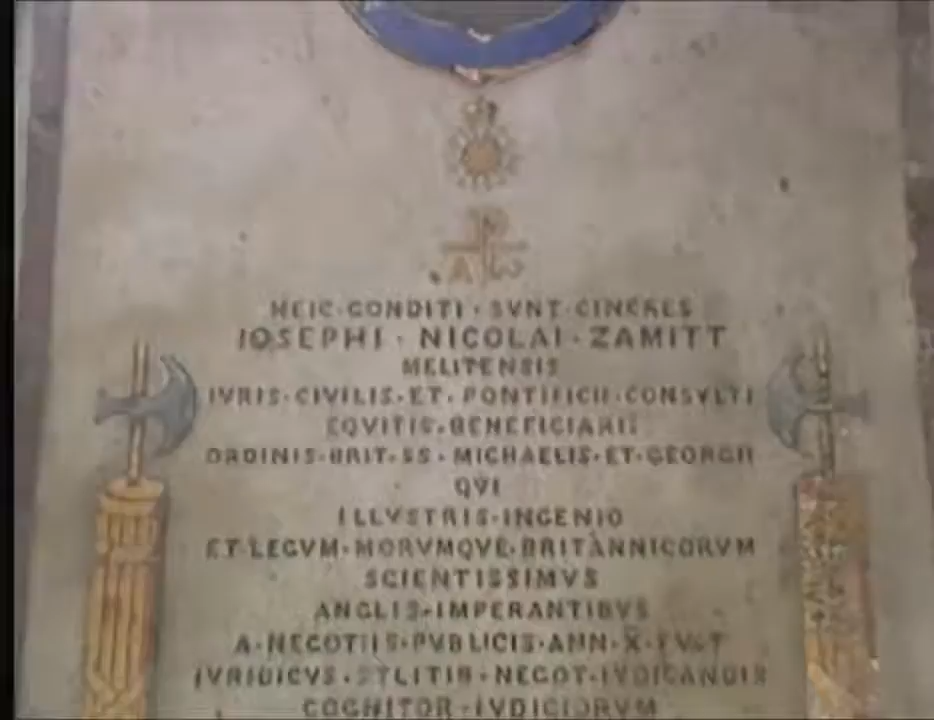 A ω
HEIC·CONDITI·SVNT·CINERES
IOSEPHI·NICOLAI·ZAMITT
MELITENSIS
IVRIS·CIVILIS·ET·PONTIFICII·CONSVLTI
EQVITIS·BENEFICIARII
ORDINIS·BRIT·SS·MICHAELIS·ET·GEORGII
QVI
ILLVSTRIS·INGENIO
ET·LEGVM·MORVMQVE·BRITANNICORVM
SCIENTISSIMVS
ANGLIS·IMPERANTIBVS
A·NEGOTIIS·PVBLICIS·ANN·X·FVIT
IVRIDICVS·STLITIB·NEGOT·IVDICANDIS
COGNITOR·IVDICIORVM